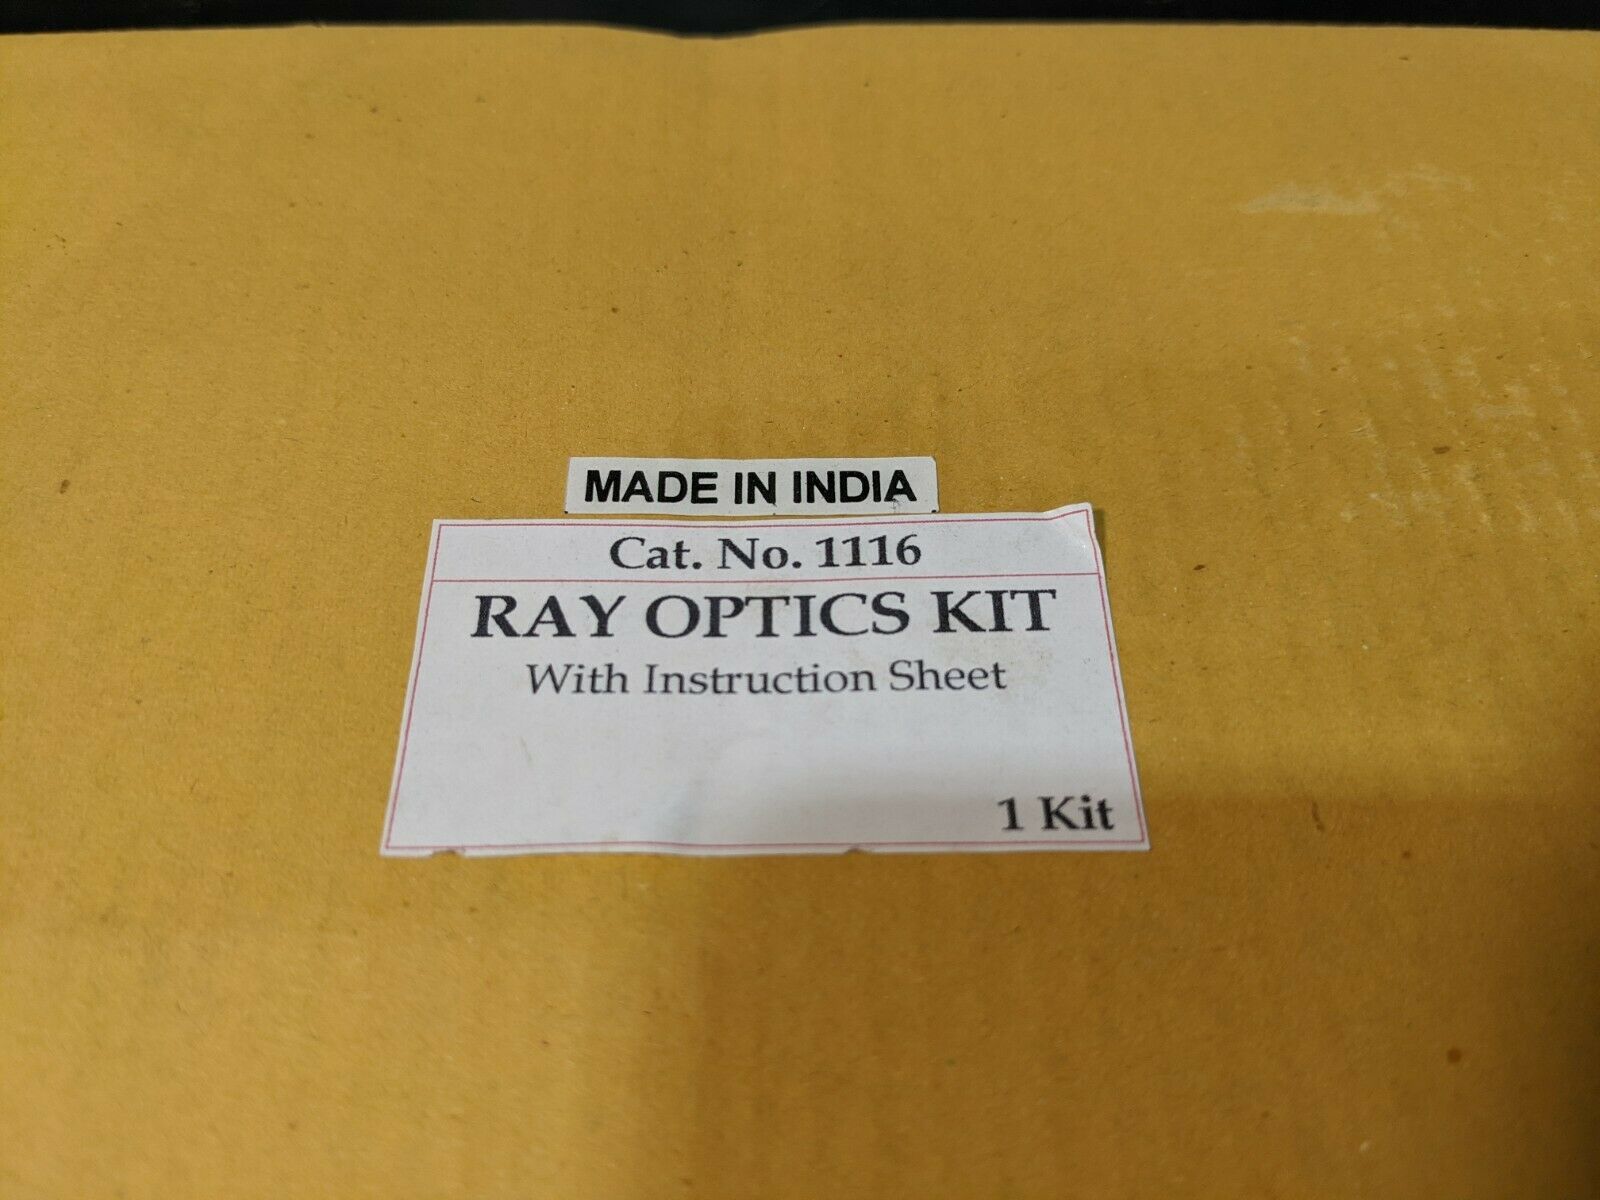 MADE IN INDIA
Cat. No. 1116
RAY OPTICS KIT
With Instruction Sheet
1 Kit